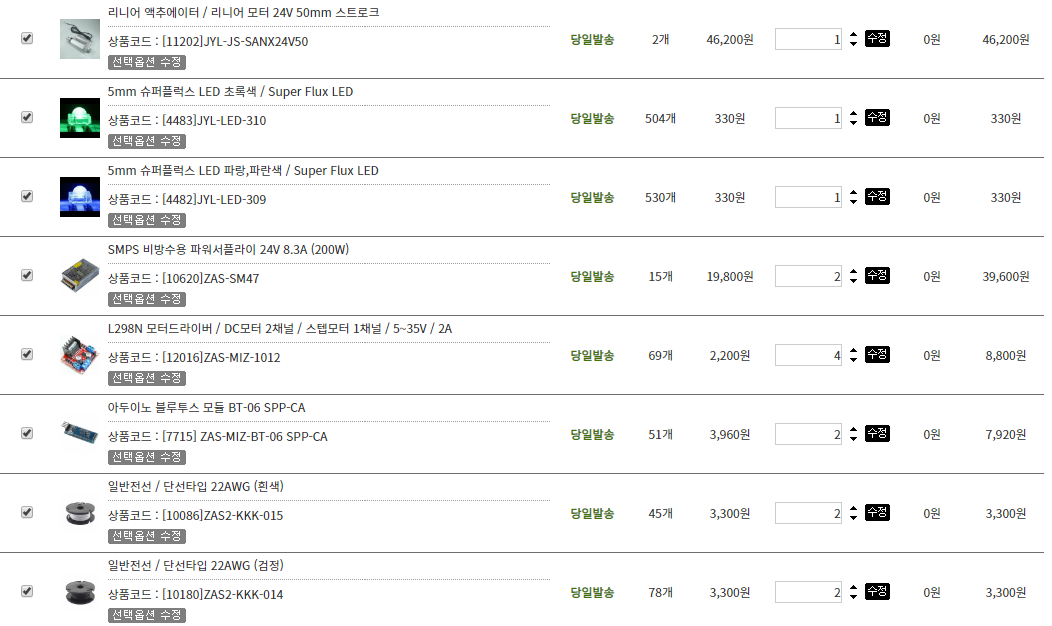 리니어 액추에이터 / 리니어 모터 24V 50mm 스트로크
상품코드 : [11202]JYL-JS-SANX24V50
선택옵션 수정
당일발송 2개 46,200원 1 수정 0원 46,200원
5mm 슈퍼플럭스 LED 초록색 / Super Flux LED
상품코드 : [4483]JYL-LED-310
선택옵션 수정
당일발송 504개 330원 1 수정 0원 330원
5mm 슈퍼플럭스 LED 파랑,파란색 / Super Flux LED
상품코드 : [4482]JYL-LED-309
선택옵션 수정
당일발송 530개 330원 1 수정 0원 330원
SMPS 비방수용 파워서플라이 24V 8.3A (200W)
상품코드 : [10620]ZAS-SM47
선택옵션 수정
당일발송 15개 19,800원 2 수정 0원 39,600원
L298N 모터드라이버 / DC모터 2채널 / 스텝모터 1채널 / 5~35V / 2A
상품코드 : [12016]ZAS-MIZ-1012
선택옵션 수정
당일발송 69개 2,200원 4 수정 0원 8,800원
아두이노 블루투스 모듈 BT-06 SPP-CA
상품코드 : [7715] ZAS-MIZ-BT-06 SPP-CA
선택옵션 수정
당일발송 51개 3,960원 2 수정 0원 7,920원
일반전선 / 단선타입 22AWG (흰색)
상품코드 : [10086]ZAS2-KKK-015
선택옵션 수정
당일발송 45개 3,300원 2 수정 0원 3,300원
일반전선 / 단선타입 22AWG (검정)
상품코드 : [10180]ZAS2-KKK-014
선택옵션 수정
당일발송 78개 3,300원 2 수정 0원 3,300원